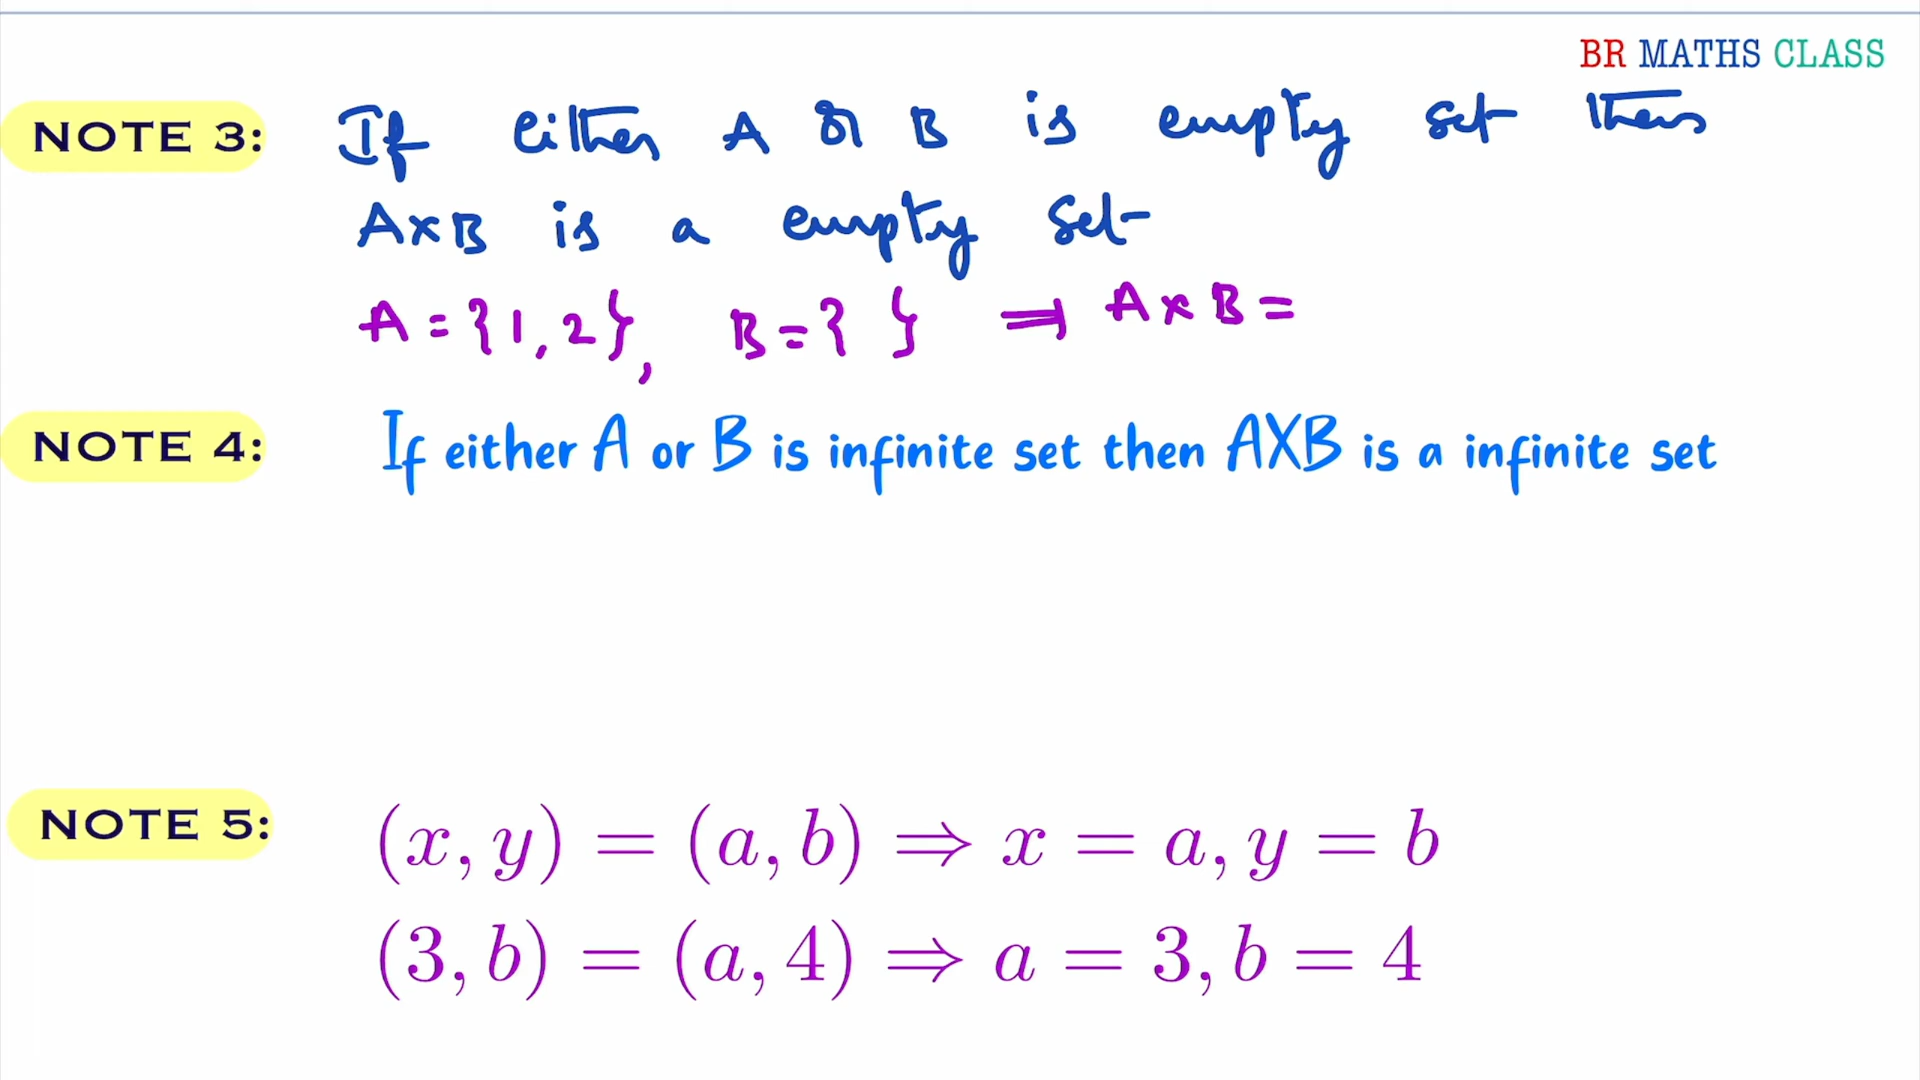 BR MATHS CLASS
NOTE 3: If either A or B is empty set then
A×B is a empty set
A = {1, 2}, B = { } ⇒ A × B =
NOTE 4: If either A or B is infinite set then AXB is a infinite set
NOTE 5: (x, y) = (a, b) ⇒ x = a, y = b
(3, b) = (a, 4) ⇒ a = 3, b = 4